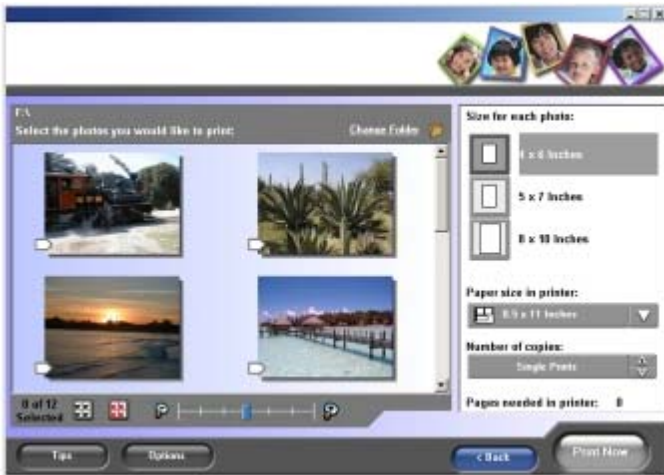 Select the photos you would like to print:
Change Folder
0 of 12
Selected
Size for each photo:
4 x 6 Inches
5 x 7 Inches
8 x 10 Inches
Paper size in printer:
8.5 x 11 Inches
Number of copies:
Single Prints
Pages needed in printer: 0
Tips
Options
< Back
Print Now